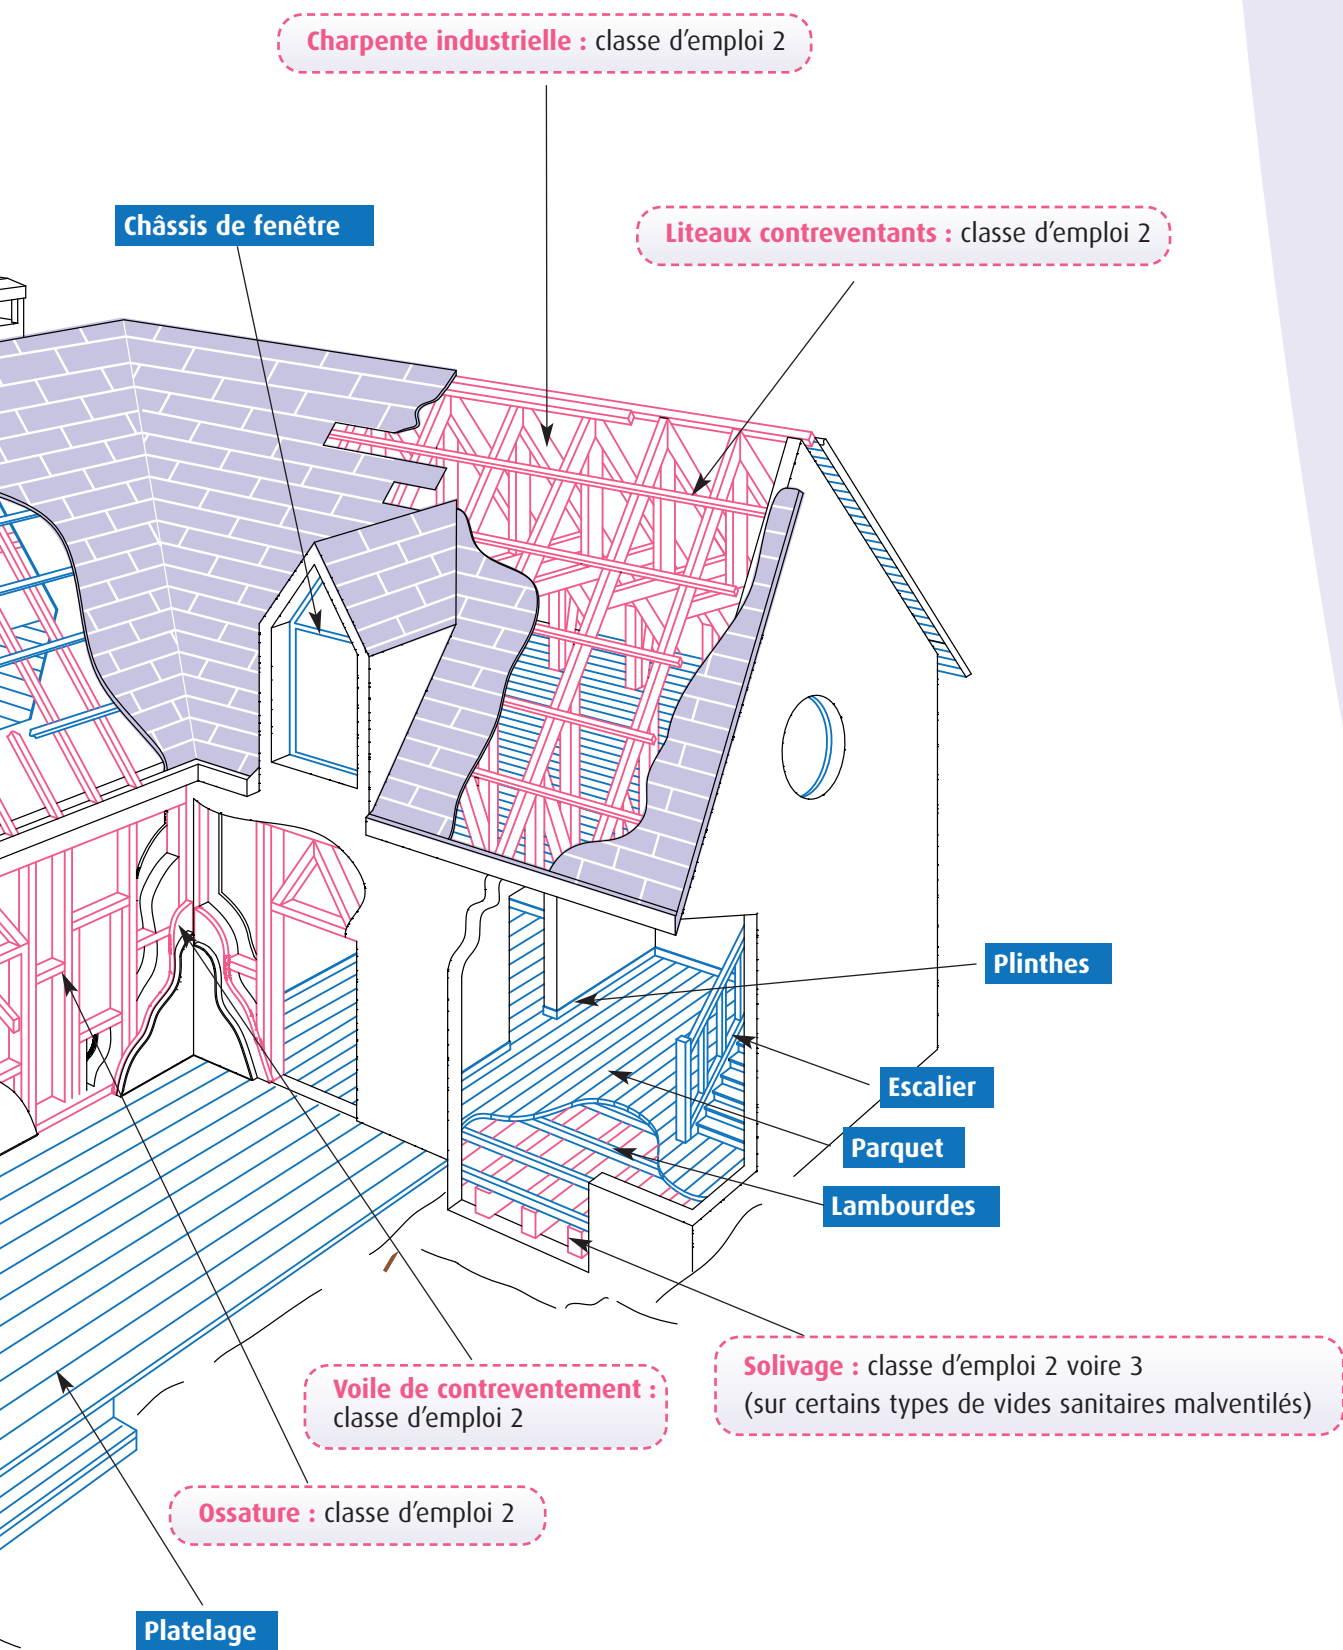 Charpente industrielle : classe d'emploi 2
Châssis de fenêtre
Liteaux contreventants : classe d'emploi 2
Plinthes
Escalier
Parquet
Lambourdes
Solivage : classe d'emploi 2 voire 3
(sur certains types de vides sanitaires malventilés)
Voile de contreventement :
classe d'emploi 2
Ossature : classe d'emploi 2
Platelage